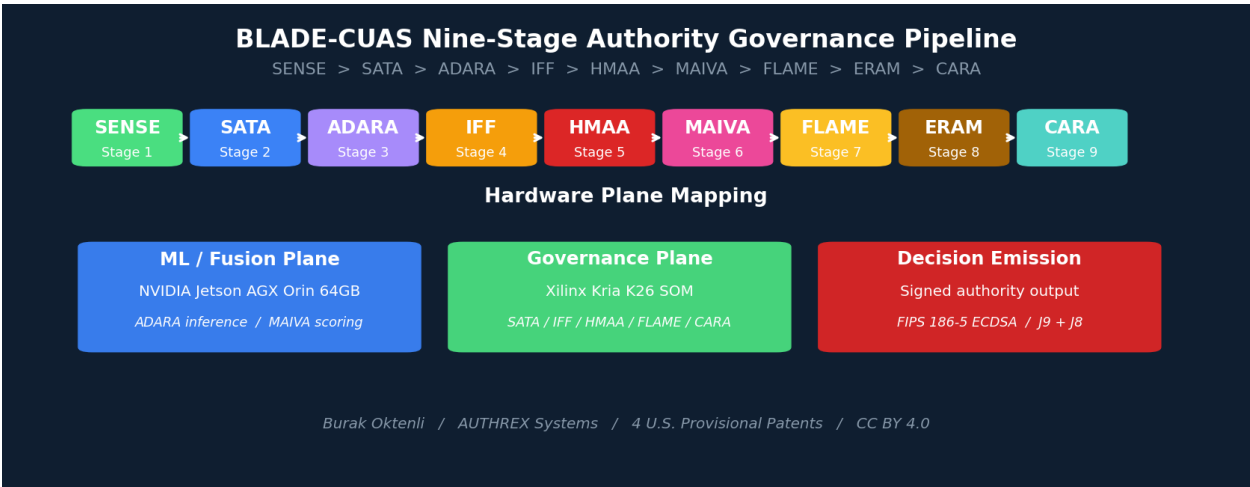 BLADE-CUAS Nine-Stage Authority Governance Pipeline
SENSE > SATA > ADARA > IFF > HMAA > MAIVA > FLAME > ERAM > CARA
SENSE SATA ADARA IFF HMAA MAIVA FLAME ERAM CARA
Stage 1 Stage 2 Stage 3 Stage 4 Stage 5 Stage 6 Stage 7 Stage 8 Stage 9
Hardware Plane Mapping
ML / Fusion Plane
NVIDIA Jetson AGX Orin 64GB
ADARA inference / MAIVA scoring
Governance Plane
Xilinx Kria K26 SOM
SATA / IFF / HMAA / FLAME / CARA
Decision Emission
Signed authority output
FIPS 186-5 ECDSA / J9 + J8
Burak Oktenli / AUTHREX Systems / 4 U.S. Provisional Patents / CC BY 4.0